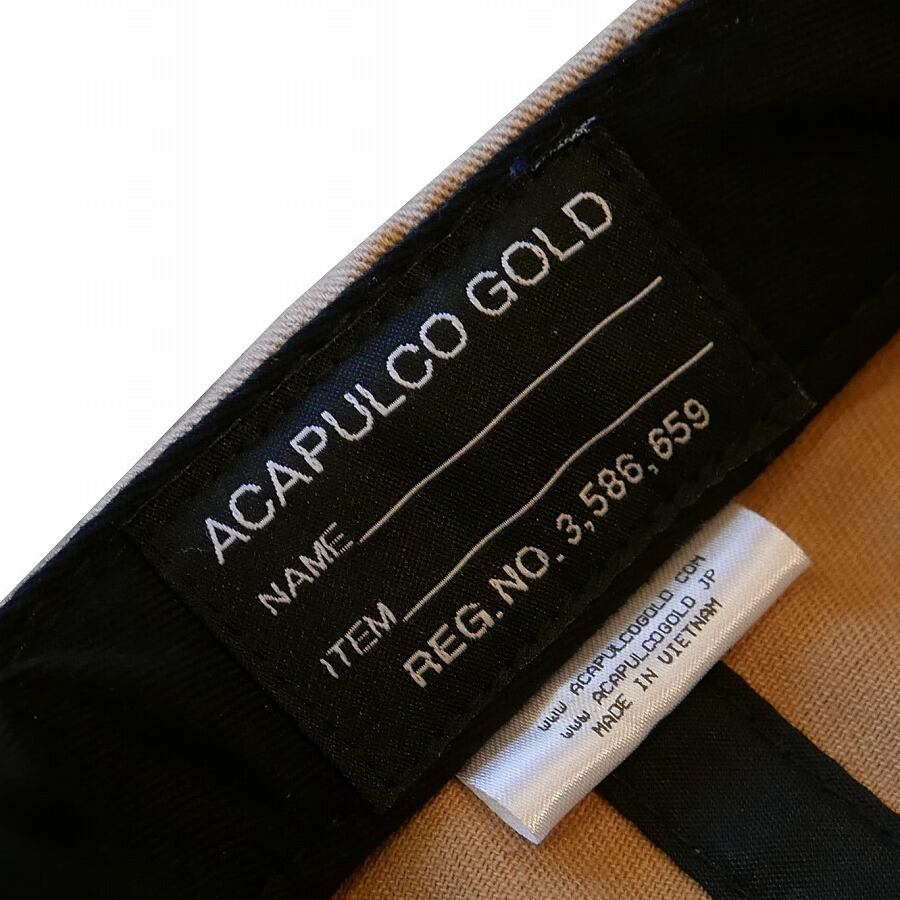 ACAPULCO GOLD
NAME
ITEM
REG.NO. 3,586,659
WWW ACAPULCOGOLD COM
WWW ACAPULCOGOLD JP
MADE IN VIETNAM